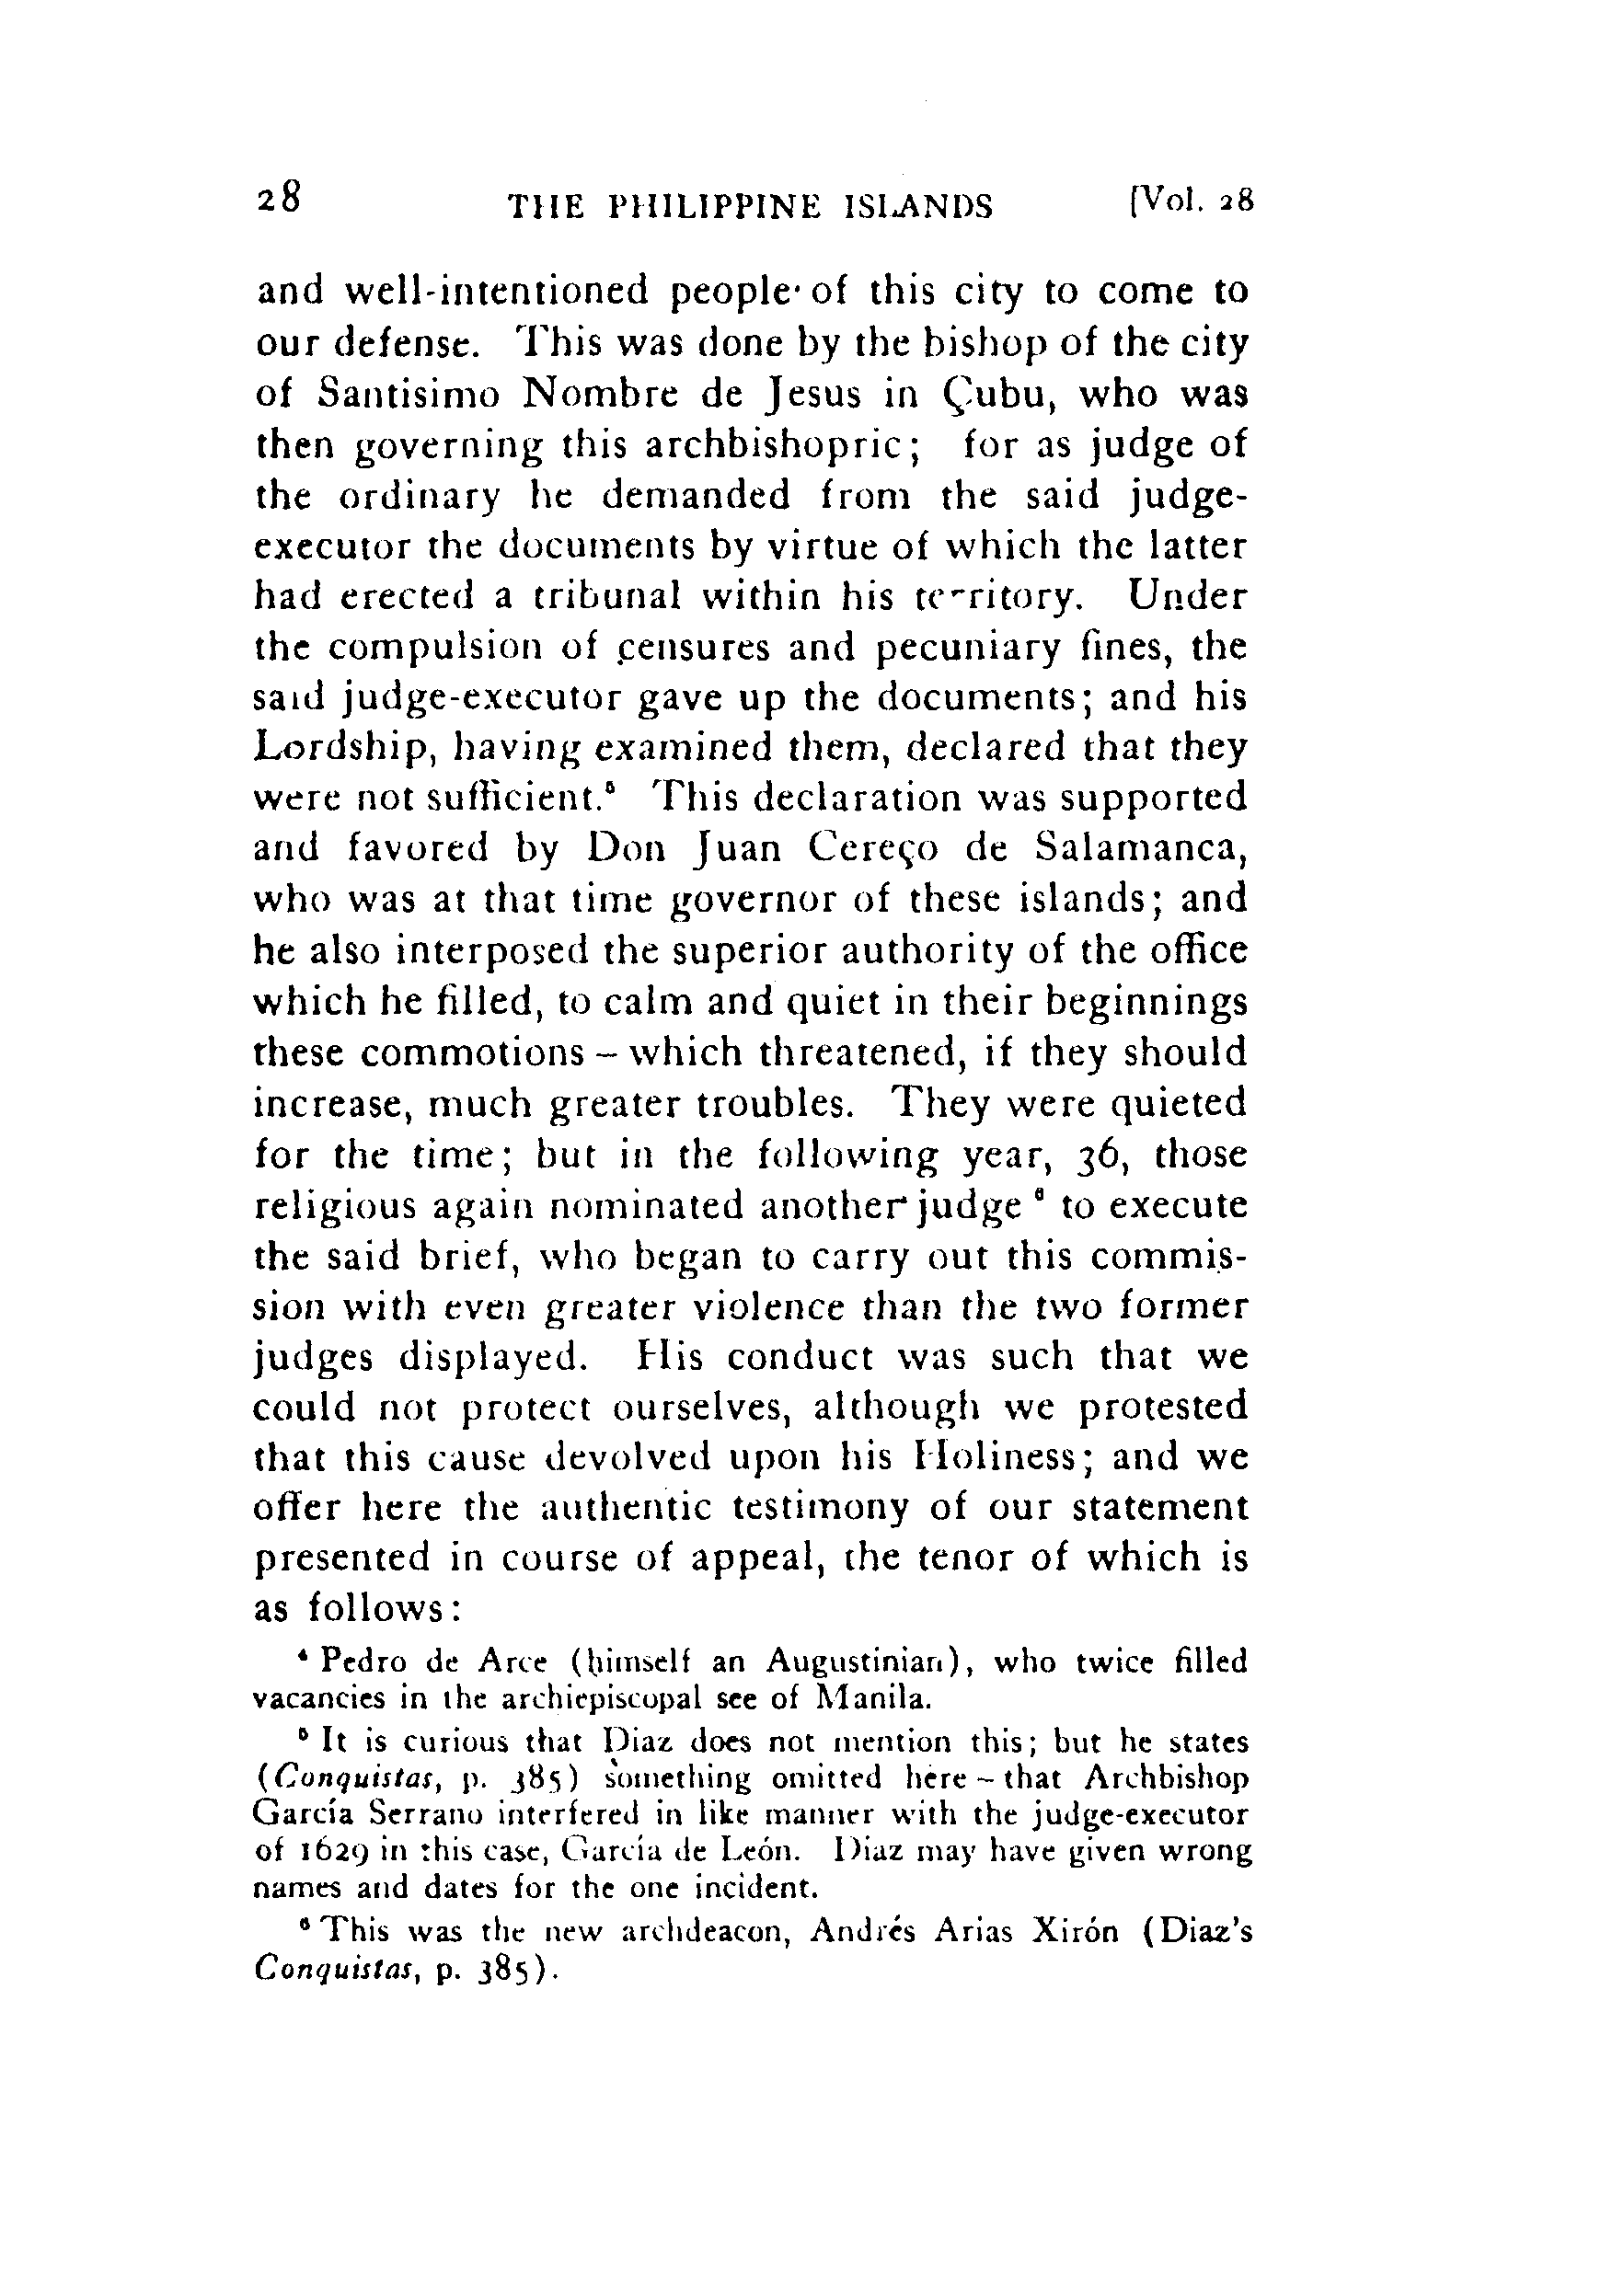 28 THE PHILIPPINE ISLANDS [Vol. 28
and well-intentioned people of this city to come to
our defense. This was done by the bishop of the city
of Santisimo Nombre de Jesus in Çubu, who was
then governing this archbishopric; for as judge of
the ordinary he demanded from the said judge-
executor the documents by virtue of which the latter
had erected a tribunal within his territory. Under
the compulsion of censures and pecuniary fines, the
said judge-executor gave up the documents; and his
Lordship, having examined them, declared that they
were not sufficient.⁵ This declaration was supported
and favored by Don Juan Cereço de Salamanca,
who was at that time governor of these islands; and
he also interposed the superior authority of the office
which he filled, to calm and quiet in their beginnings
these commotions – which threatened, if they should
increase, much greater troubles. They were quieted
for the time; but in the following year, 36, those
religious again nominated another judge ⁶ to execute
the said brief, who began to carry out this commis-
sion with even greater violence than the two former
judges displayed. His conduct was such that we
could not protect ourselves, although we protested
that this cause devolved upon his Holiness; and we
offer here the authentic testimony of our statement
presented in course of appeal, the tenor of which is
as follows:
⁴ Pedro de Arce (himself an Augustinian), who twice filled
vacancies in the archiepiscopal see of Manila.
⁵ It is curious that Diaz does not mention this; but he states
(Conquistas, p. 385) something omitted here – that Archbishop
García Serrano interfered in like manner with the judge-executor
of 1629 in this case, García de León. Diaz may have given wrong
names and dates for the one incident.
⁶ This was the new archdeacon, Andrés Arias Xirón (Diaz's
Conquistas, p. 385).